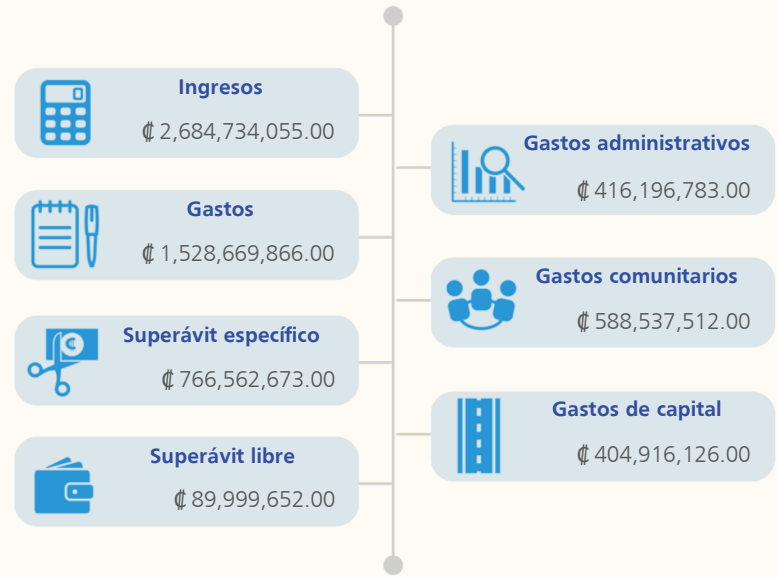 Ingresos
₡ 2,684,734,055.00
Gastos
₡ 1,528,669,866.00
Superávit específico
₡ 766,562,673.00
Superávit libre
₡ 89,999,652.00
Gastos administrativos
₡ 416,196,783.00
Gastos comunitarios
₡ 588,537,512.00
Gastos de capital
₡ 404,916,126.00